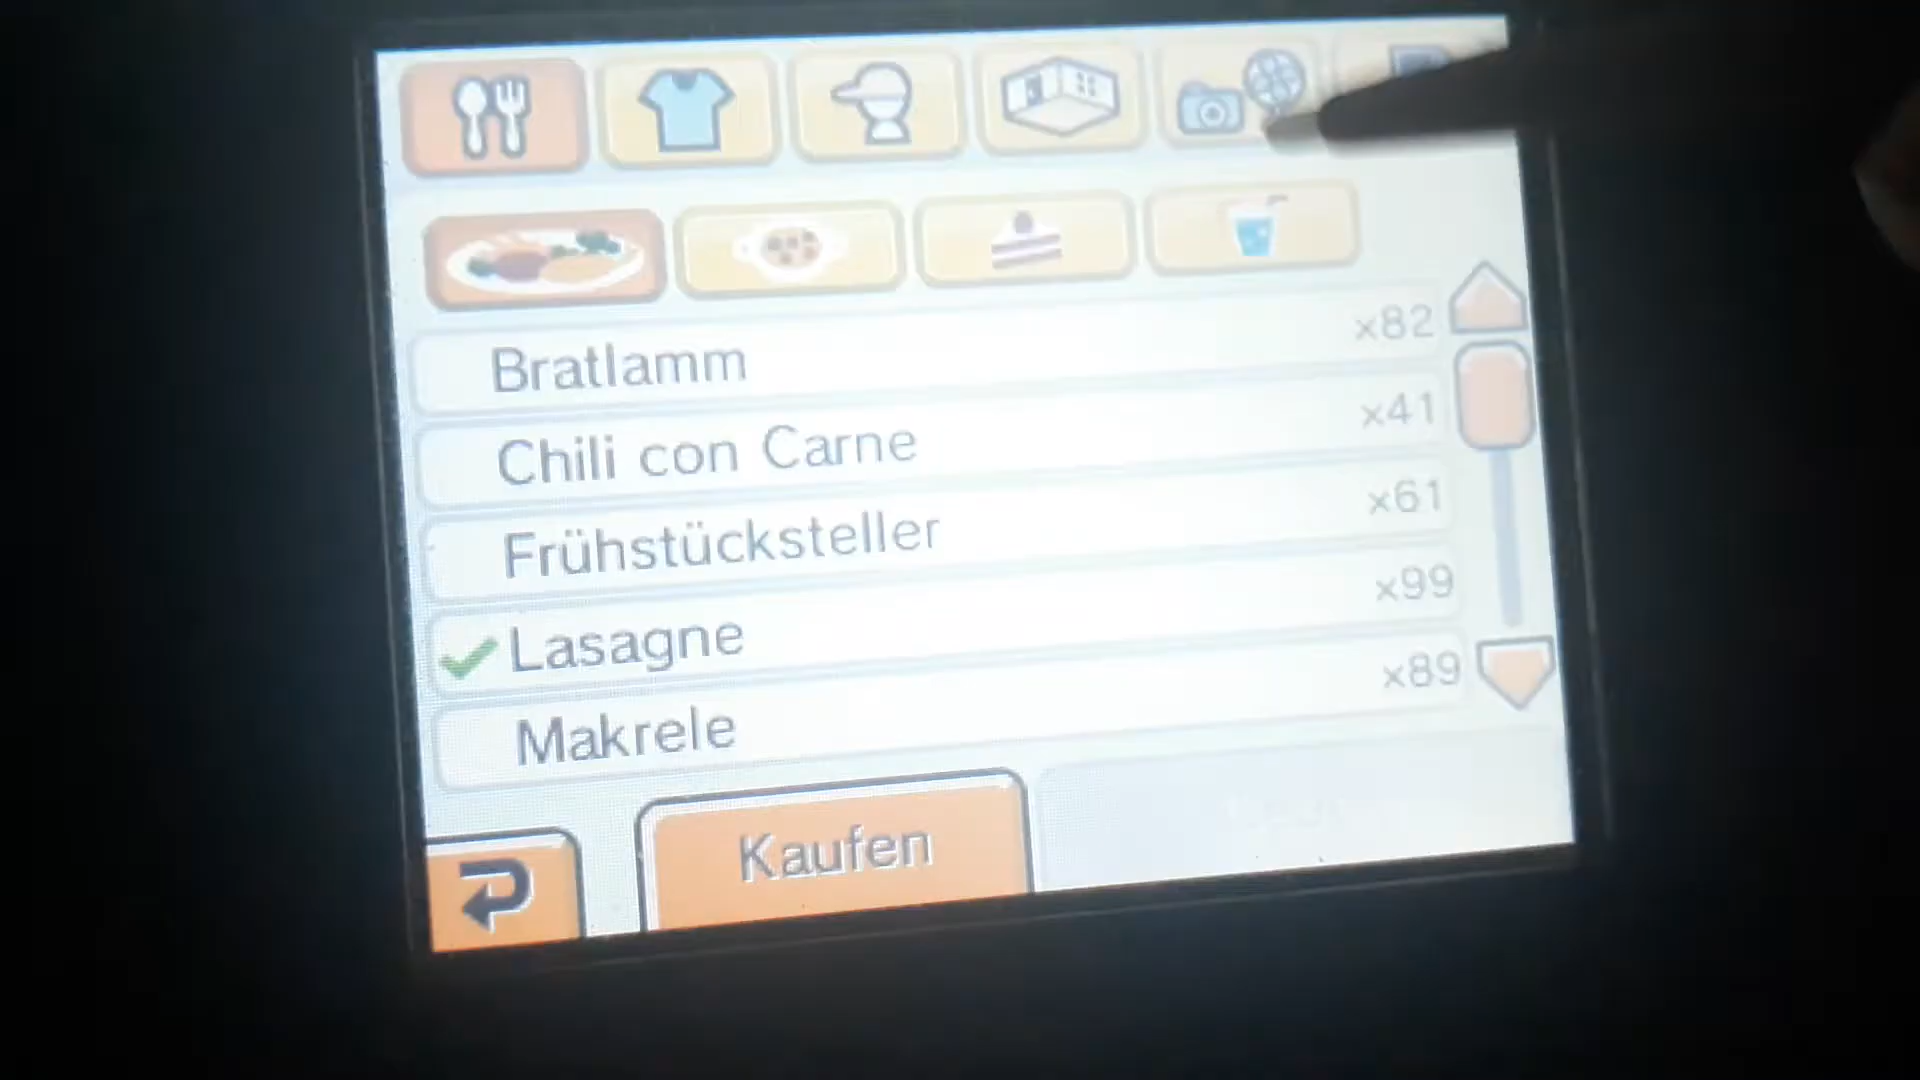 Bratlamm x82
Chili con Carne x41
Frühstücksteller x61
Lasagne x99
Makrele x89
Kaufen